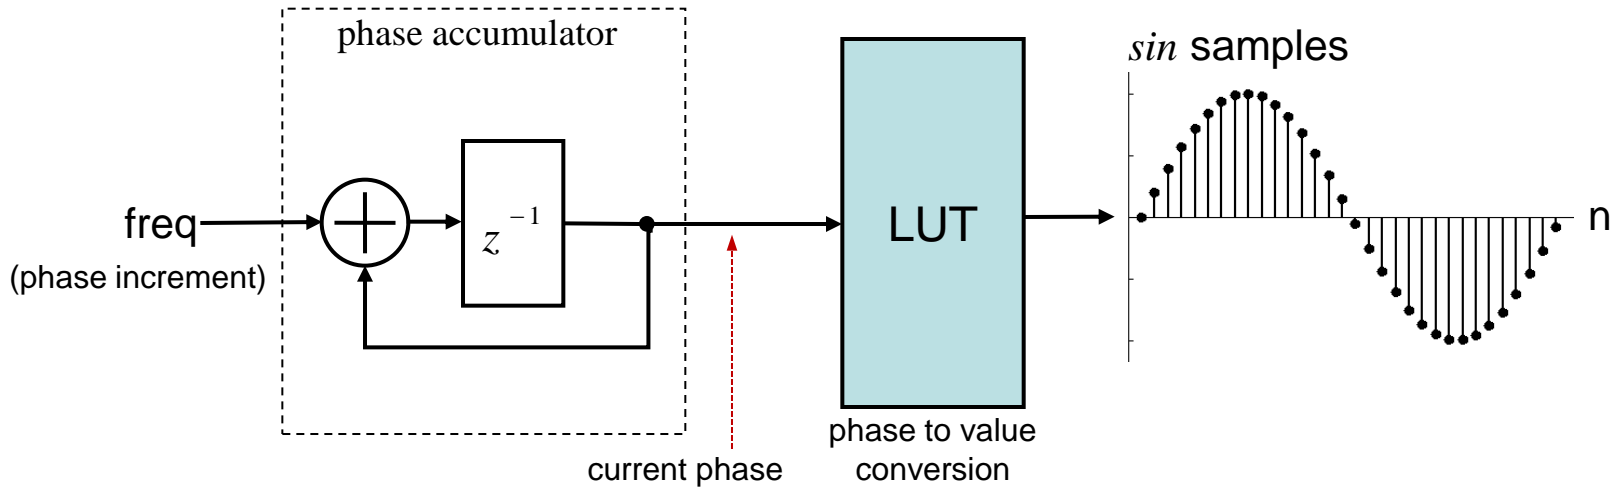 phase accumulator
sin samples
freq
(phase increment)
z⁻¹
LUT
n
current phase
phase to value
conversion